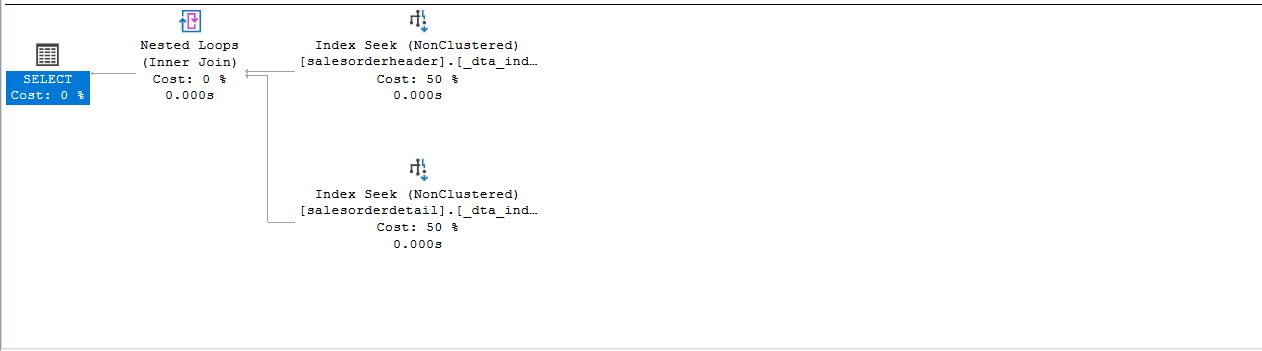 SELECT
Cost: 0 %
Nested Loops
(Inner Join)
Cost: 0 %
0.000s
Index Seek (NonClustered)
[salesorderheader].[_dta_ind…
Cost: 50 %
0.000s
Index Seek (NonClustered)
[salesorderdetail].[_dta_ind…
Cost: 50 %
0.000s